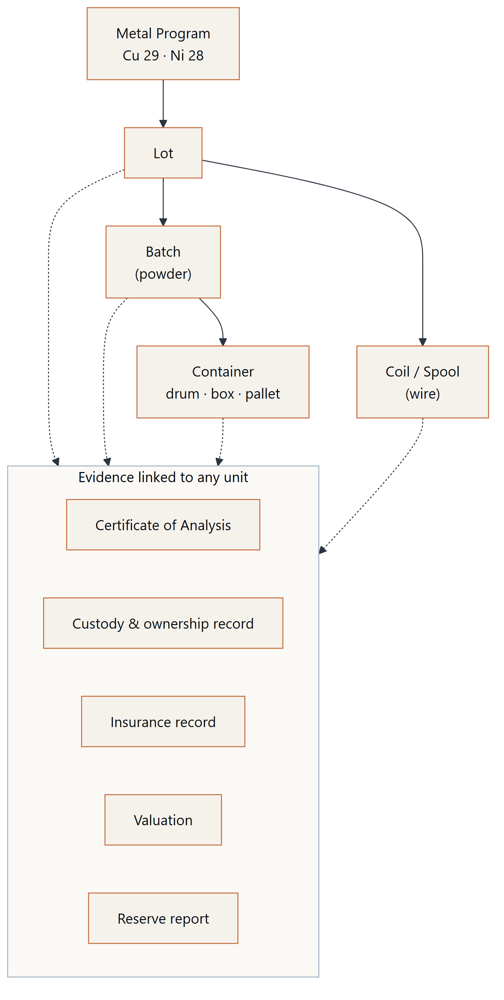 Metal Program
Cu 29 · Ni 28
Lot
Batch
(powder)
Container
drum · box · pallet
Coil / Spool
(wire)
Evidence linked to any unit
Certificate of Analysis
Custody & ownership record
Insurance record
Valuation
Reserve report